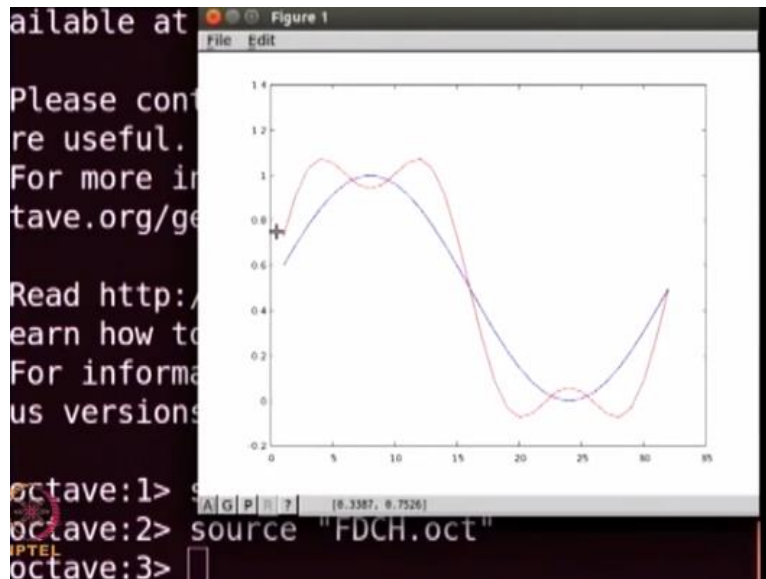 ailable at
Figure 1
File Edit
Please cont
re useful.
For more in
tave.org/ge
Read http:/
earn how to
For informa
us versions
1.4
1.2
1
0.8
0.6
0.4
0.2
0
-0.2
0 5 10 15 20 25 30 35
A G P R ? [0.3387, 0.7526]
octave:1> s
octave:2> source "FDCH.oct"
octave:3>
IPTEL